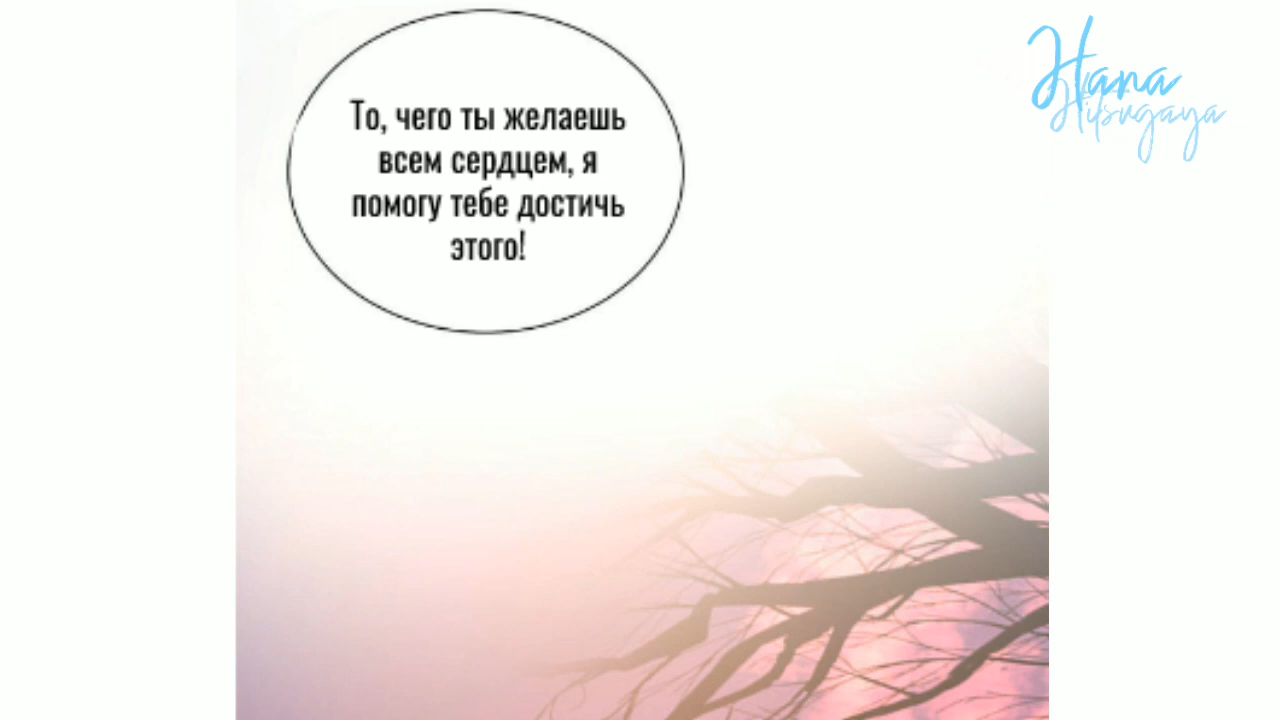 То, чего ты желаешь
всем сердцем, я
помогу тебе достичь
этого!
Hana
Hitsugaya